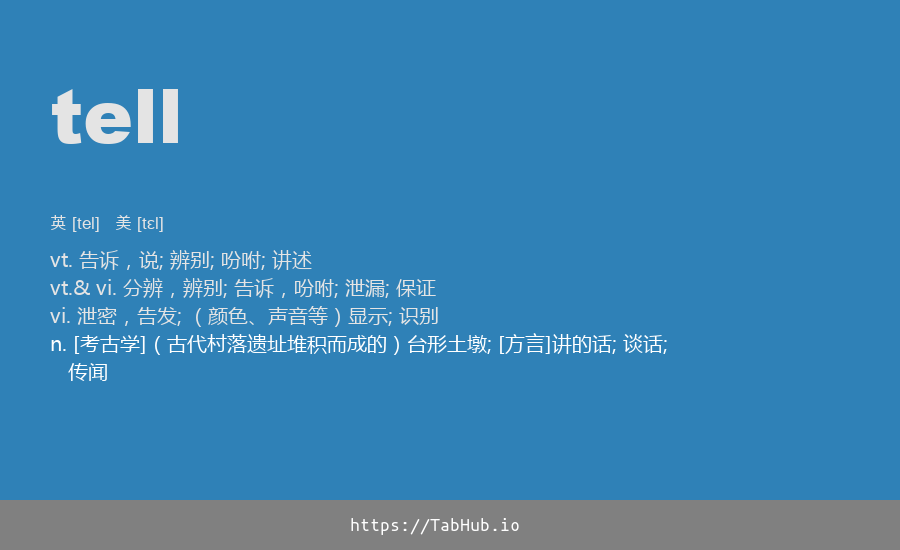 tell
英 [tel] 美 [tɛl]
vt. 告诉，说; 辨别; 吩咐; 讲述
vt.& vi. 分辨，辨别; 告诉，吩咐; 泄漏; 保证
vi. 泄密，告发; （颜色、声音等）显示; 识别
n. [考古学]（古代村落遗址堆积而成的）台形土墩; [方言]讲的话; 谈话;
传闻
https://TabHub.io